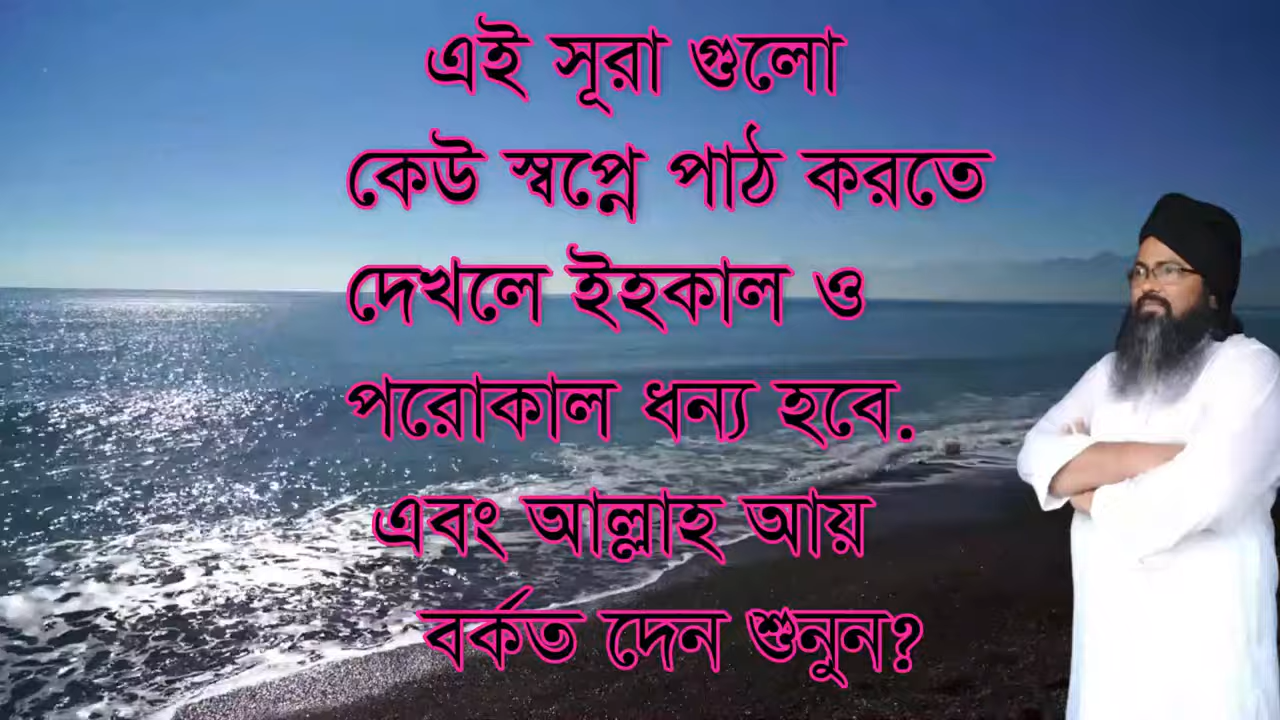 এই সূরা গুলো
কেউ স্বপ্নে পাঠ করতে
দেখলে ইহকাল ও
পরোকাল ধন্য হবে.
এবং আল্লাহ আয়
বর্কত দেন শুনুন?